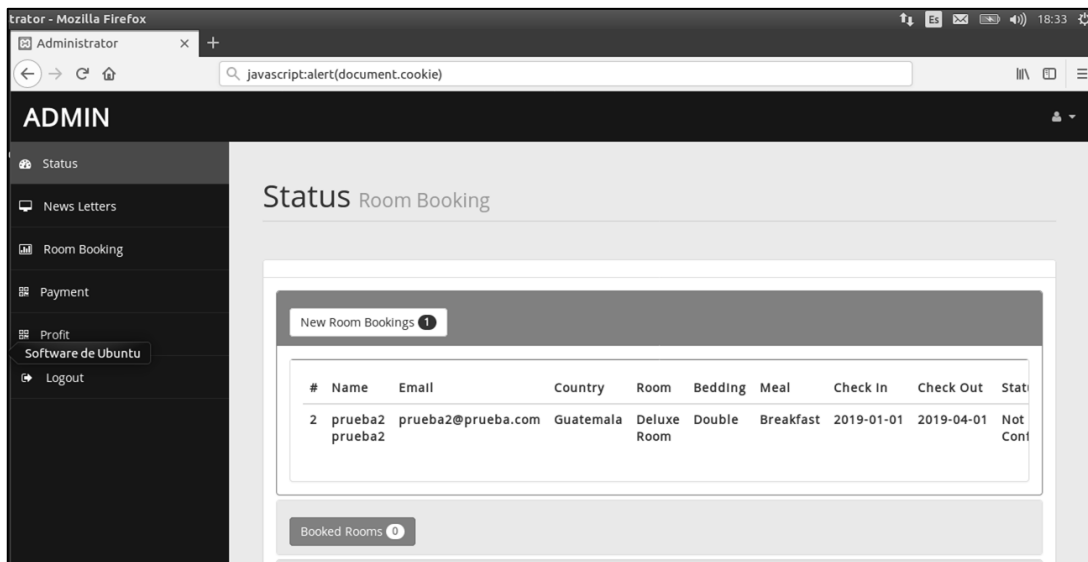 trator - Mozilla Firefox
Es
18:33
Administrator
javascript:alert(document.cookie)
ADMIN
Status
News Letters
Room Booking
Payment
Profit
Software de Ubuntu
Logout
Status Room Booking
New Room Bookings 1
# Name Email Country Room Bedding Meal Check In Check Out Stat
2 prueba2 prueba2@prueba.com Guatemala Deluxe Double Breakfast 2019-01-01 2019-04-01 Not
prueba2 Room Conf
Booked Rooms 0